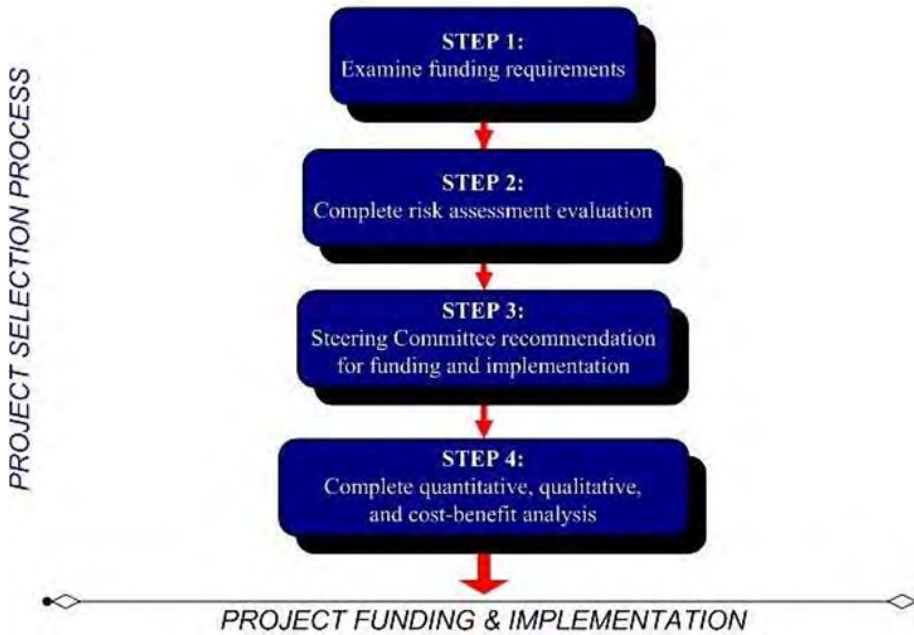 PROJECT SELECTION PROCESS
STEP 1:
Examine funding requirements
STEP 2:
Complete risk assessment evaluation
STEP 3:
Steering Committee recommendation
for funding and implementation
STEP 4:
Complete quantitative, qualitative,
and cost-benefit analysis
PROJECT FUNDING & IMPLEMENTATION